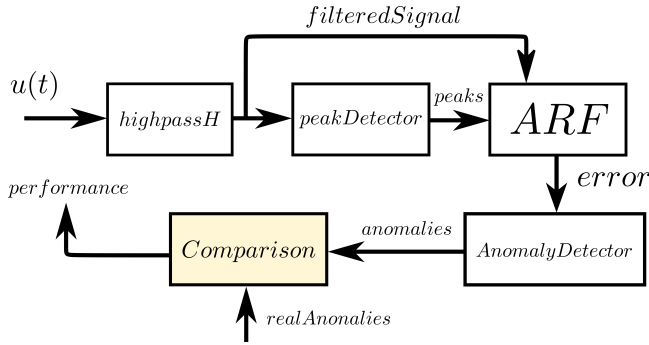 filteredSignal
u(t)
highpassH
peakDetector
peaks
ARF
error
performance
Comparison
anomalies
AnomalyDetector
realAnonalies